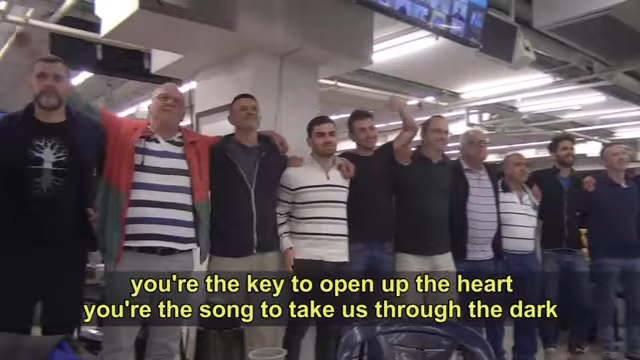 you're the key to open up the heart
you're the song to take us through the dark